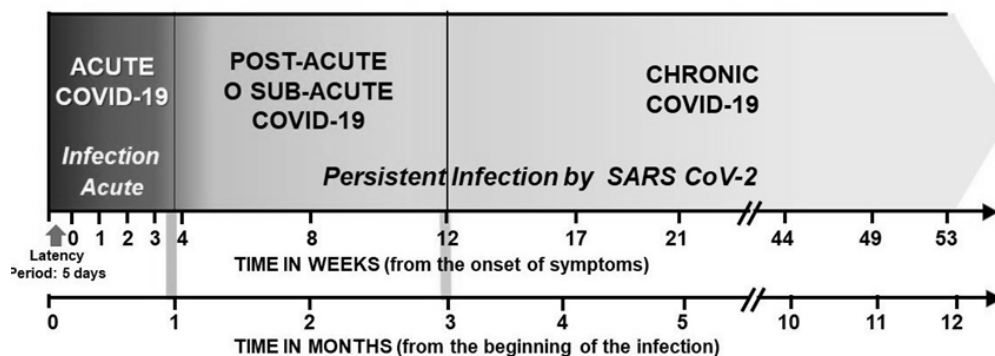 ACUTE
COVID-19
POST-ACUTE
O SUB-ACUTE
COVID-19
CHRONIC
COVID-19
Infection
Acute
Persistent Infection by SARS CoV-2
0 1 2 3 4 8 12 17 21 44 49 53
Latency
Period: 5 days
TIME IN WEEKS (from the onset of symptoms)
0 1 2 3 4 5 10 11 12
TIME IN MONTHS (from the beginning of the infection)